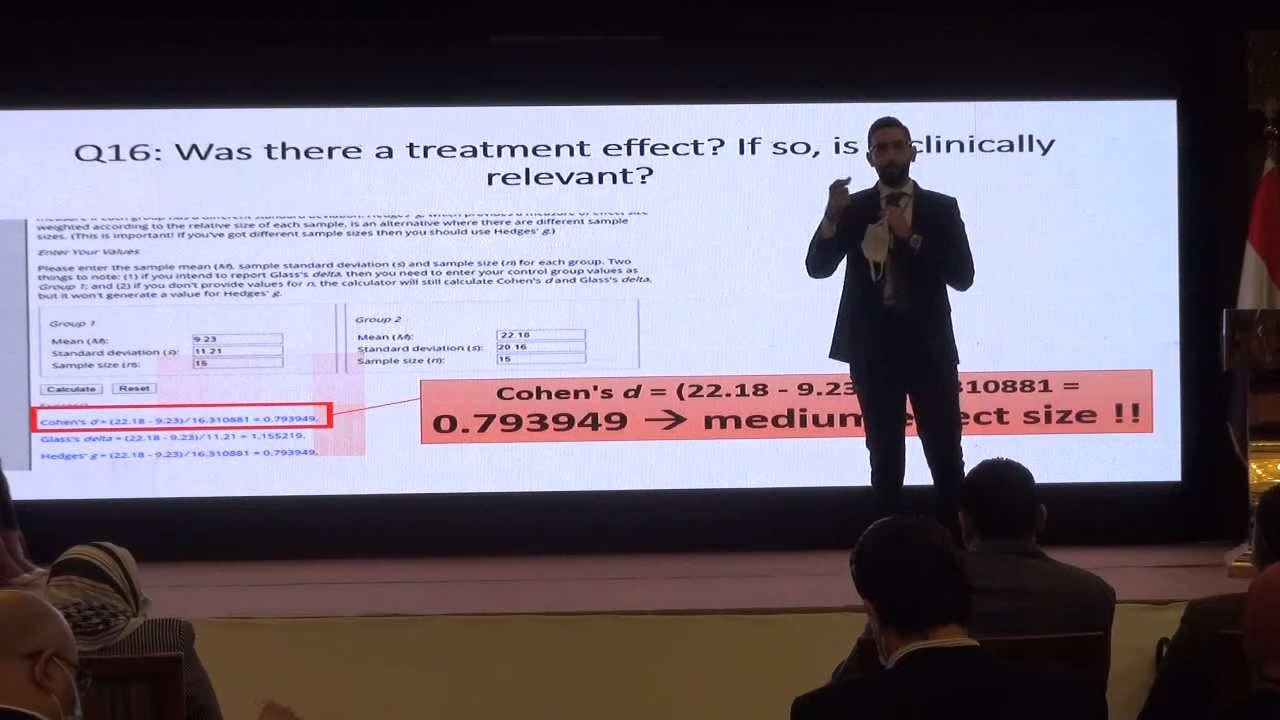 Q16: Was there a treatment effect? If so, is clinically
relevant?
weighted according to the relative size of each sample, is an alternative where there are different sample
sizes. (This is important! If you've got different sample sizes then you should use Hedges' g.)
Enter Your Values
Please enter the sample mean (M), sample standard deviation (s) and sample size (n) for each group. Two
things to note: (1) if you intend to report Glass's delta, then you need to enter your control group values as
Group 1; and (2) if you don't provide values for n, the calculator will still calculate Cohen's d and Glass's delta,
but it won't generate a value for Hedges' g.
Group 1
Mean (M): 9.23
Standard deviation (s): 11.21
Sample size (n): 15
Group 2
Mean (M): 22.18
Standard deviation (s): 20.16
Sample size (n): 15
Calculate Reset
Cohen's d = (22.18 - 9.23)/16.310881 = 0.793949.
Glass's delta = (22.18 - 9.23)/11.21 = 1.155219.
Hedges' g = (22.18 - 9.23)/16.310881 = 0.793949.
Cohen's d = (22.18 - 9.23 310881 =
0.793949 → medium effect size !!